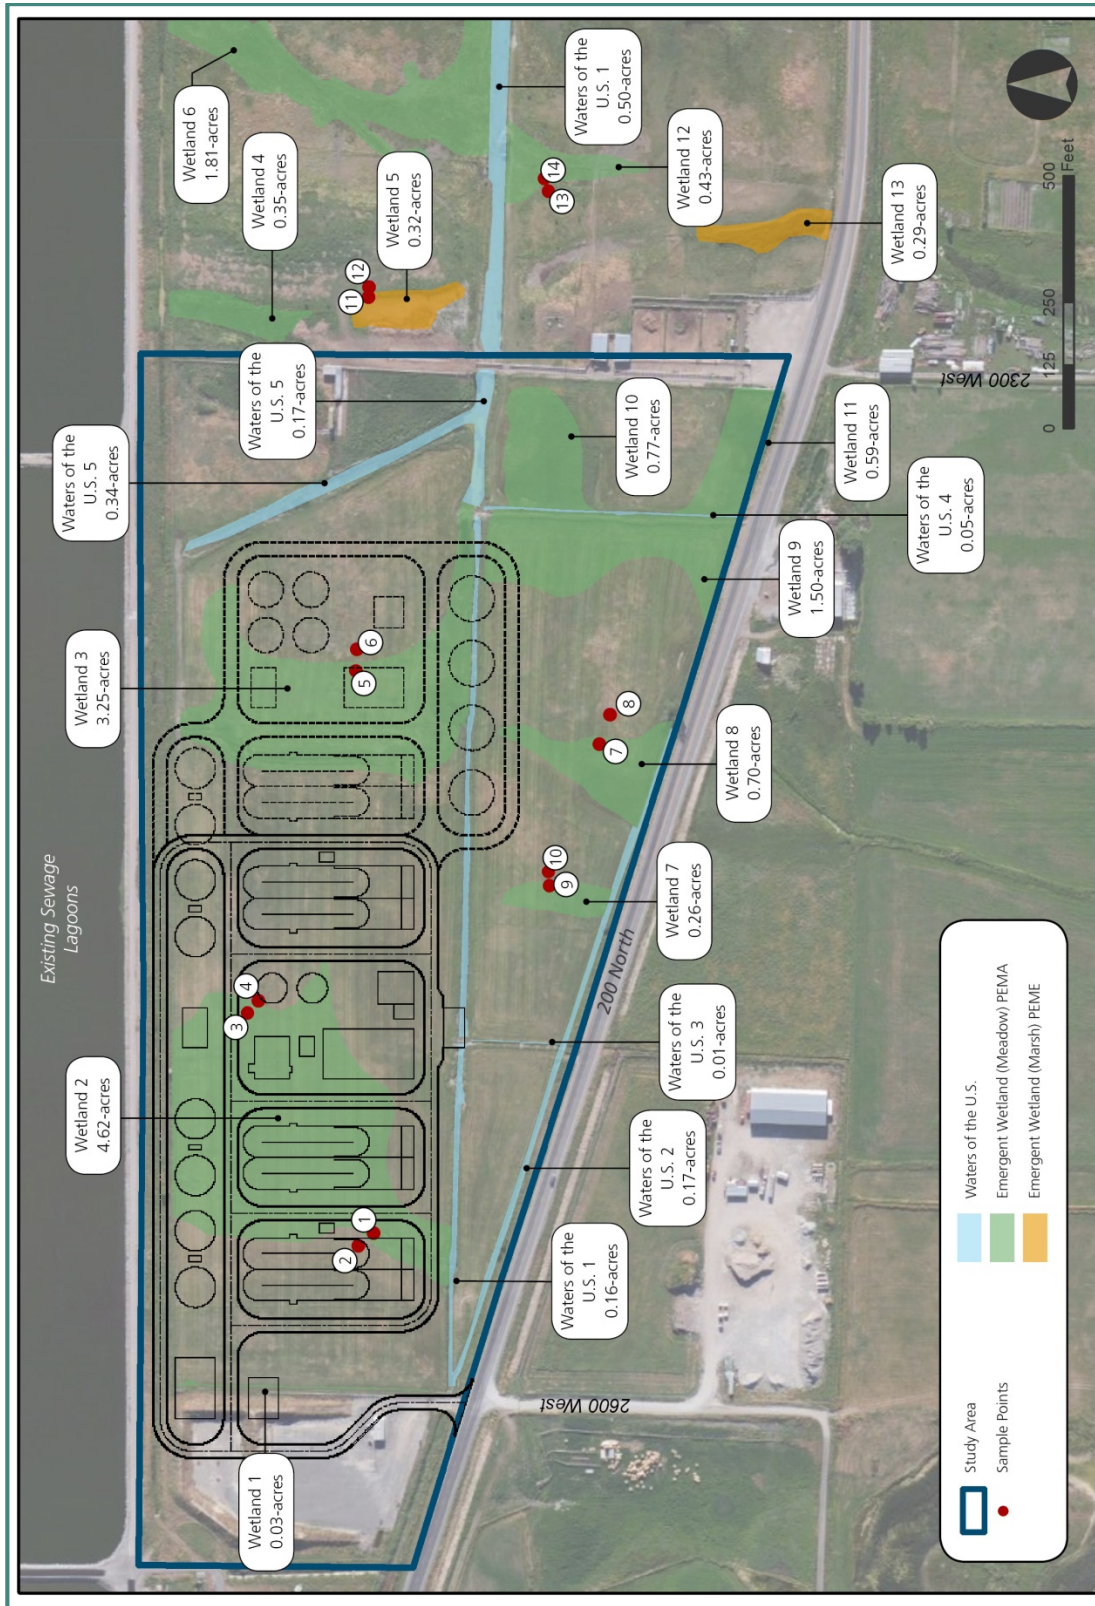 Existing Sewage
Lagoons
Wetland 1
0.03-acres
Wetland 2
4.62-acres
Wetland 3
3.25-acres
Waters of the
U.S. 5
0.34-acres
Waters of the
U.S. 5
0.17-acres
Wetland 4
0.35-acres
Wetland 6
1.81-acres
Wetland 5
0.32-acres
Waters of the
U.S. 1
0.50-acres
Wetland 12
0.43-acres
Wetland 13
0.29-acres
Wetland 10
0.77-acres
Wetland 11
0.59-acres
Waters of the
U.S. 4
0.05-acres
Wetland 9
1.50-acres
Wetland 8
0.70-acres
Wetland 7
0.26-acres
Waters of the
U.S. 3
0.01-acres
Waters of the
U.S. 2
0.17-acres
Waters of the
U.S. 1
0.16-acres
2
1
3
4
5
6
7
8
9
10
11
12
13
14
2600 West
200 North
2300 West
Study Area
Sample Points
Waters of the U.S.
Emergent Wetland (Meadow) PEMA
Emergent Wetland (Marsh) PEME
0
125
250
500
Feet